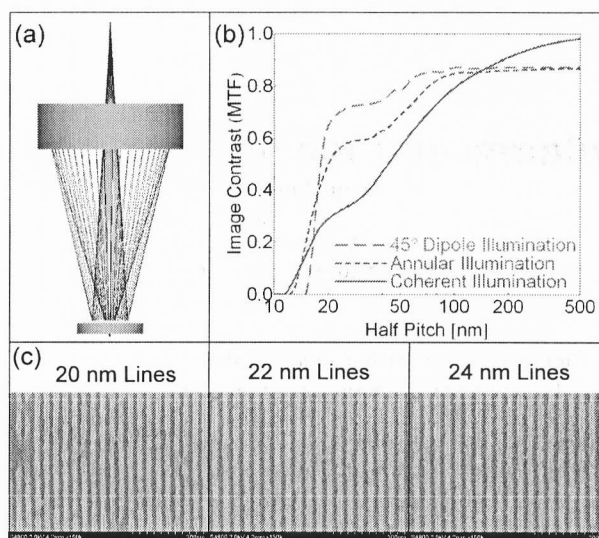 (a)
(b)
Image Contrast (MTF)
1.0
0.8
0.6
0.4
0.2
0.0
45° Dipole Illumination
Annular Illumination
Coherent Illumination
10 20 50 100 200 500
Half Pitch [nm]
(c)
20 nm Lines
22 nm Lines
24 nm Lines